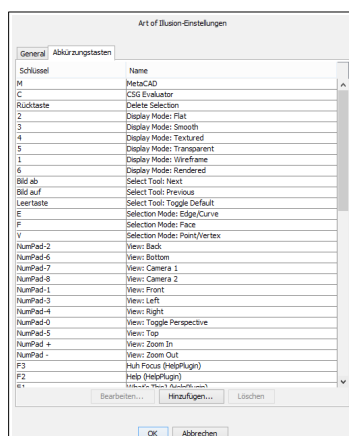 Art of Illusion-Einstellungen
General Abkürzungstasten
Schlüssel Name
M MetaCAD
C CSG Evaluator
Rücktaste Delete Selection
2 Display Mode: Flat
3 Display Mode: Smooth
4 Display Mode: Textured
5 Display Mode: Transparent
1 Display Mode: Wireframe
6 Display Mode: Rendered
Bild ab Select Tool: Next
Bild auf Select Tool: Previous
Leertaste Select Tool: Toggle Default
E Selection Mode: Edge/Curve
F Selection Mode: Face
V Selection Mode: Point/Vertex
NumPad-2 View: Back
NumPad-6 View: Bottom
NumPad-7 View: Camera 1
NumPad-8 View: Camera 2
NumPad-1 View: Front
NumPad-3 View: Left
NumPad-4 View: Right
NumPad-0 View: Toggle Perspective
NumPad-5 View: Top
NumPad + View: Zoom In
NumPad - View: Zoom Out
F3 Huh Focus (HelpPlugin)
F2 Help (HelpPlugin)
F1 What's This? (HelpPlugin)
Bearbeiten... Hinzufügen... Löschen
OK Abbrechen